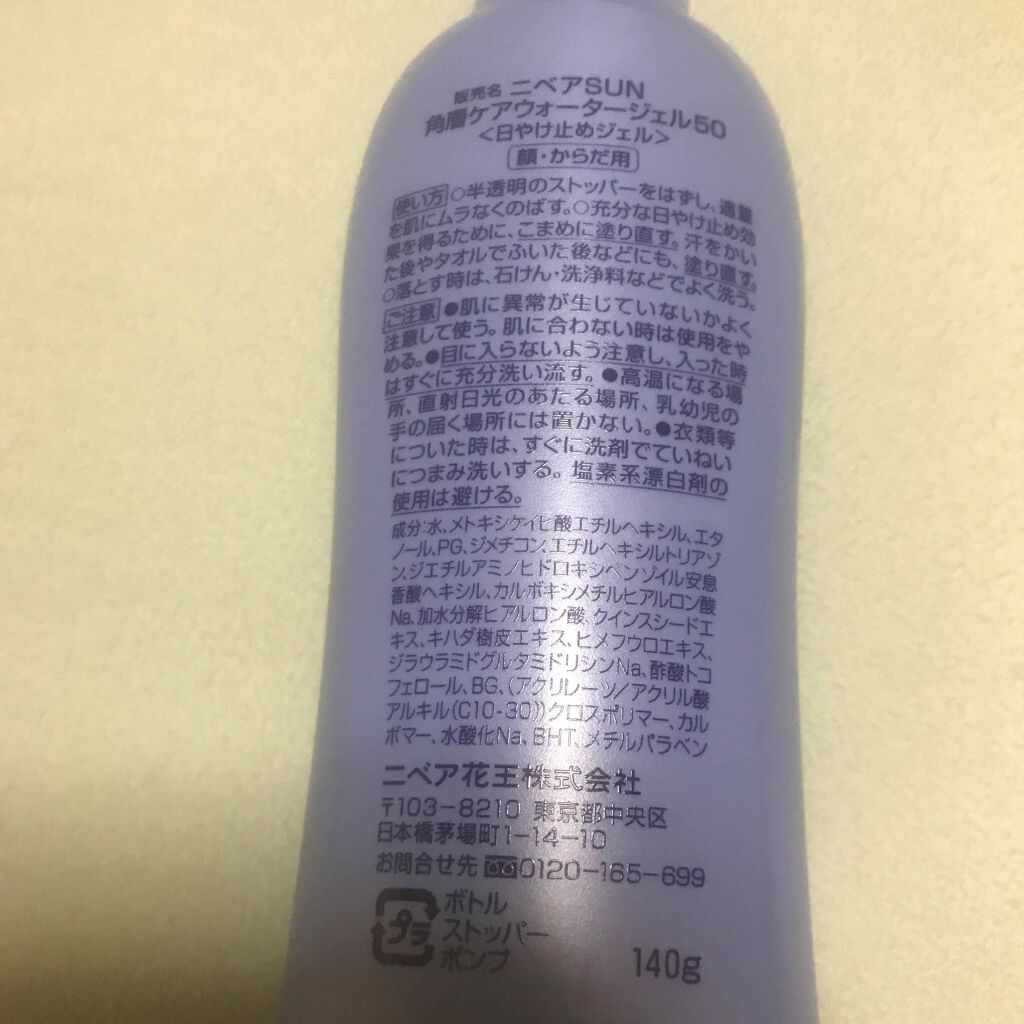 販売名 ニベアSUN
角層ケアウォータージェル50
<日やけ止めジェル>
顔・からだ用
使い方 ○半透明のストッパーをはずし、適量
を肌にムラなくのばす。○充分な日やけ止め効
果を得るために、こまめに塗り直す。汗をかい
た後やタオルでふいた後などにも、塗り直す。
○落とす時は、石けん・洗浄料などでよく洗う。
ご注意 ●肌に異常が生じていないかよく
注意して使う。肌に合わない時は使用をや
める。●目に入らないよう注意し、入った時
はすぐに充分洗い流す。●高温になる場
所、直射日光のあたる場所、乳幼児の
手の届く場所には置かない。●衣類等
についた時は、すぐに洗剤でていねい
につまみ洗いする。塩素系漂白剤の
使用は避ける。
成分:水、メトキシケイヒ酸エチルヘキシル、エタ
ノール、PG、ジメチコン、エチルヘキシルトリアゾ
ン、ジエチルアミノヒドロキシベンゾイル安息
香酸ヘキシル、カルボキシメチルヒアルロン酸
Na、加水分解ヒアルロン酸、クインスシードエ
キス、キハダ樹皮エキス、ヒメフウロエキス、
ジラウラミドグルタミドリシンNa、酢酸トコ
フェロール、BG、(アクリレーツ/アクリル酸
アルキル(C10-30))クロスポリマー、カル
ボマー、水酸化Na、BHT、メチルパラベン
ニベア花王株式会社
〒103-8210 東京都中央区
日本橋茅場町1-14-10
お問合せ先 0120-165-699
プラ ボトル
ストッパー
ポンプ
140g